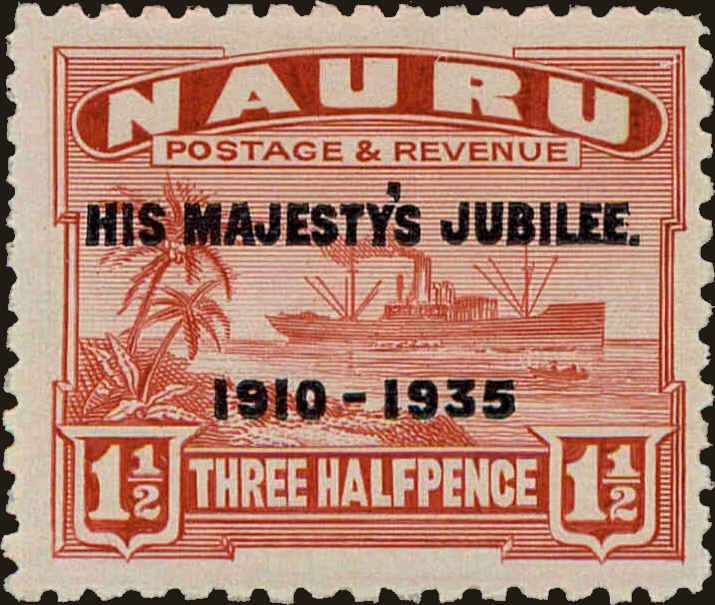 NAURU
POSTAGE & REVENUE
HIS MAJESTY'S JUBILEE.
1910-1935
1½ THREE HALFPENCE 1½